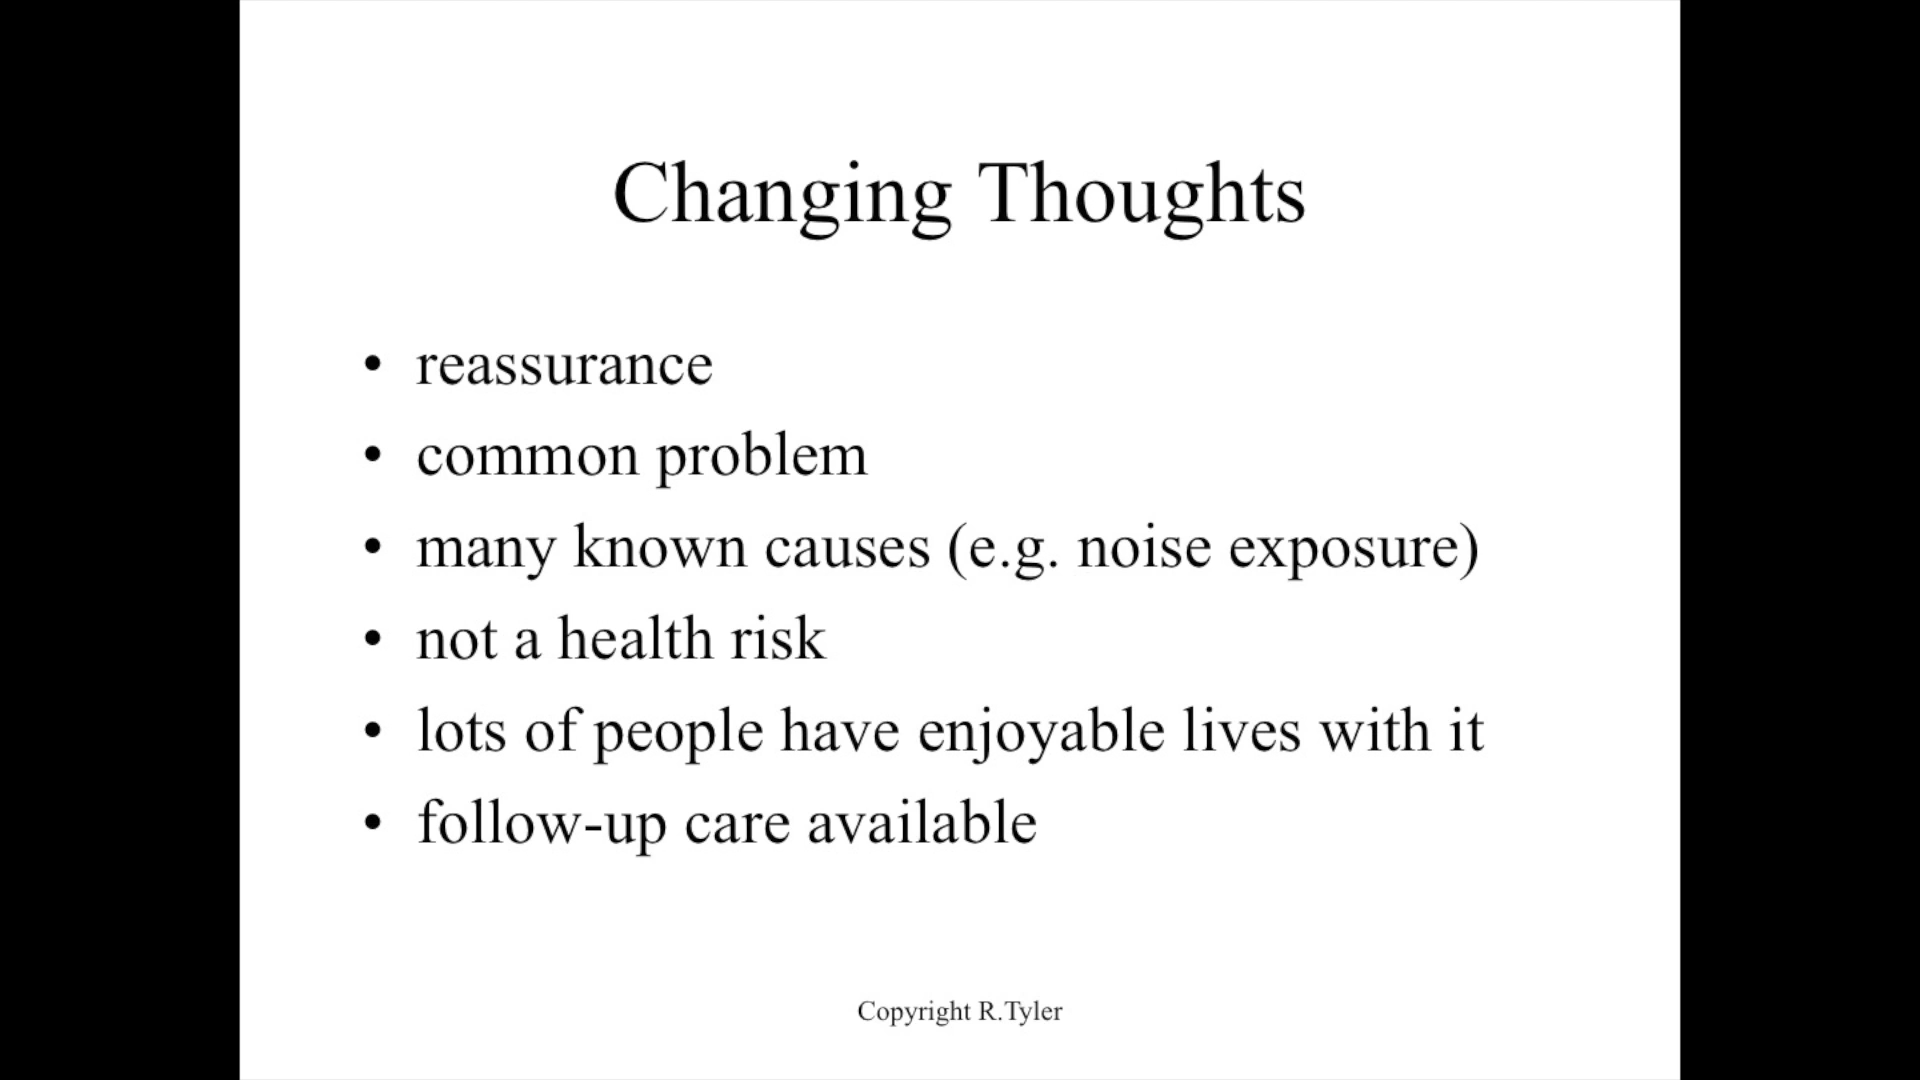 Changing Thoughts
• reassurance
• common problem
• many known causes (e.g. noise exposure)
• not a health risk
• lots of people have enjoyable lives with it
• follow-up care available
Copyright R.Tyler